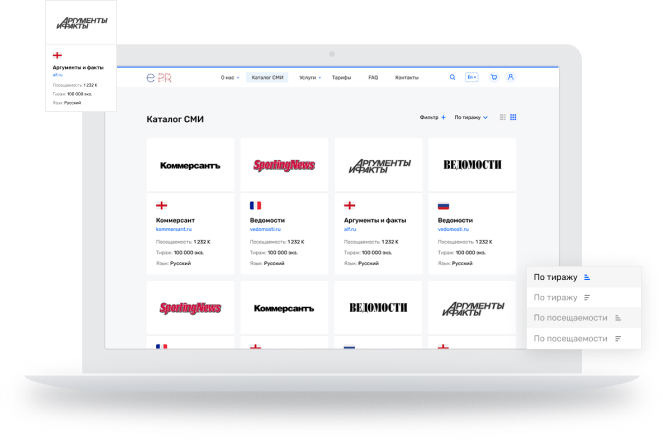 АРГУМЕНТЫ
И ФАКТЫ
Аргументы и факты
aif.ru
Посещаемость: 1 232 K
Тираж: 100 000 экз.
Язык: Русский
e PR
О нас
Каталог СМИ
Услуги
Тарифы
FAQ
Контакты
En
Каталог СМИ
Фильтр +
По тиражу
Коммерсантъ
SportingNews
АРГУМЕНТЫ
И ФАКТЫ
ВЕДОМОСТИ
Коммерсант
kommersant.ru
Посещаемость: 1 232 K
Тираж: 100 000 экз.
Язык: Русский
Ведомости
vedomosti.ru
Посещаемость: 1 232 K
Тираж: 100 000 экз.
Язык: Русский
Аргументы и факты
aif.ru
Посещаемость: 1 232 K
Тираж: 100 000 экз.
Язык: Русский
Ведомости
vedomosti.ru
Посещаемость: 1 232 K
Тираж: 100 000 экз.
Язык: Русский
SportingNews
Коммерсантъ
ВЕДОМОСТИ
АРГУМЕНТЫ
И ФАКТЫ
По тиражу
По тиражу
По посещаемости
По посещаемости